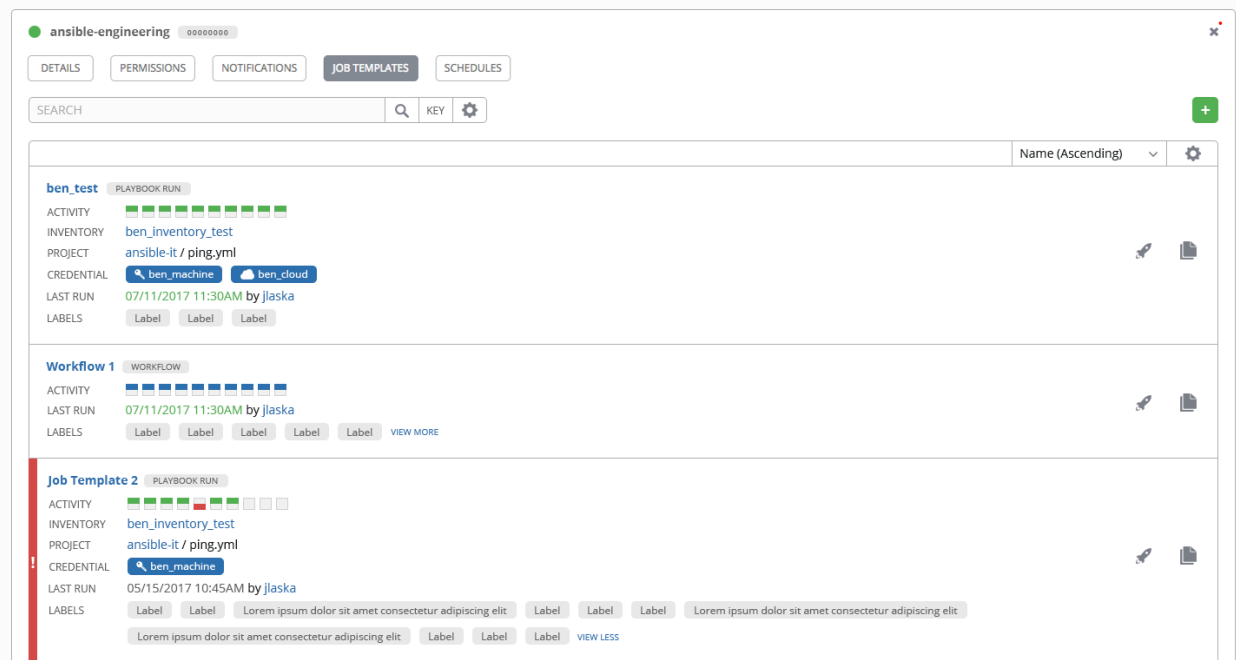 ansible-engineering 00000000
DETAILS PERMISSIONS NOTIFICATIONS JOB TEMPLATES SCHEDULES
SEARCH KEY
Name (Ascending)
ben_test PLAYBOOK RUN
ACTIVITY
INVENTORY ben_inventory_test
PROJECT ansible-it / ping.yml
CREDENTIAL ben_machine ben_cloud
LAST RUN 07/11/2017 11:30AM by jlaska
LABELS Label Label Label
Workflow 1 WORKFLOW
ACTIVITY
LAST RUN 07/11/2017 11:30AM by jlaska
LABELS Label Label Label Label Label VIEW MORE
Job Template 2 PLAYBOOK RUN
ACTIVITY
INVENTORY ben_inventory_test
PROJECT ansible-it / ping.yml
! CREDENTIAL ben_machine
LAST RUN 05/15/2017 10:45AM by jlaska
LABELS Label Label Lorem ipsum dolor sit amet consectetur adipiscing elit Label Label Label Lorem ipsum dolor sit amet consectetur adipiscing elit
Lorem ipsum dolor sit amet consectetur adipiscing elit Label Label Label VIEW LESS